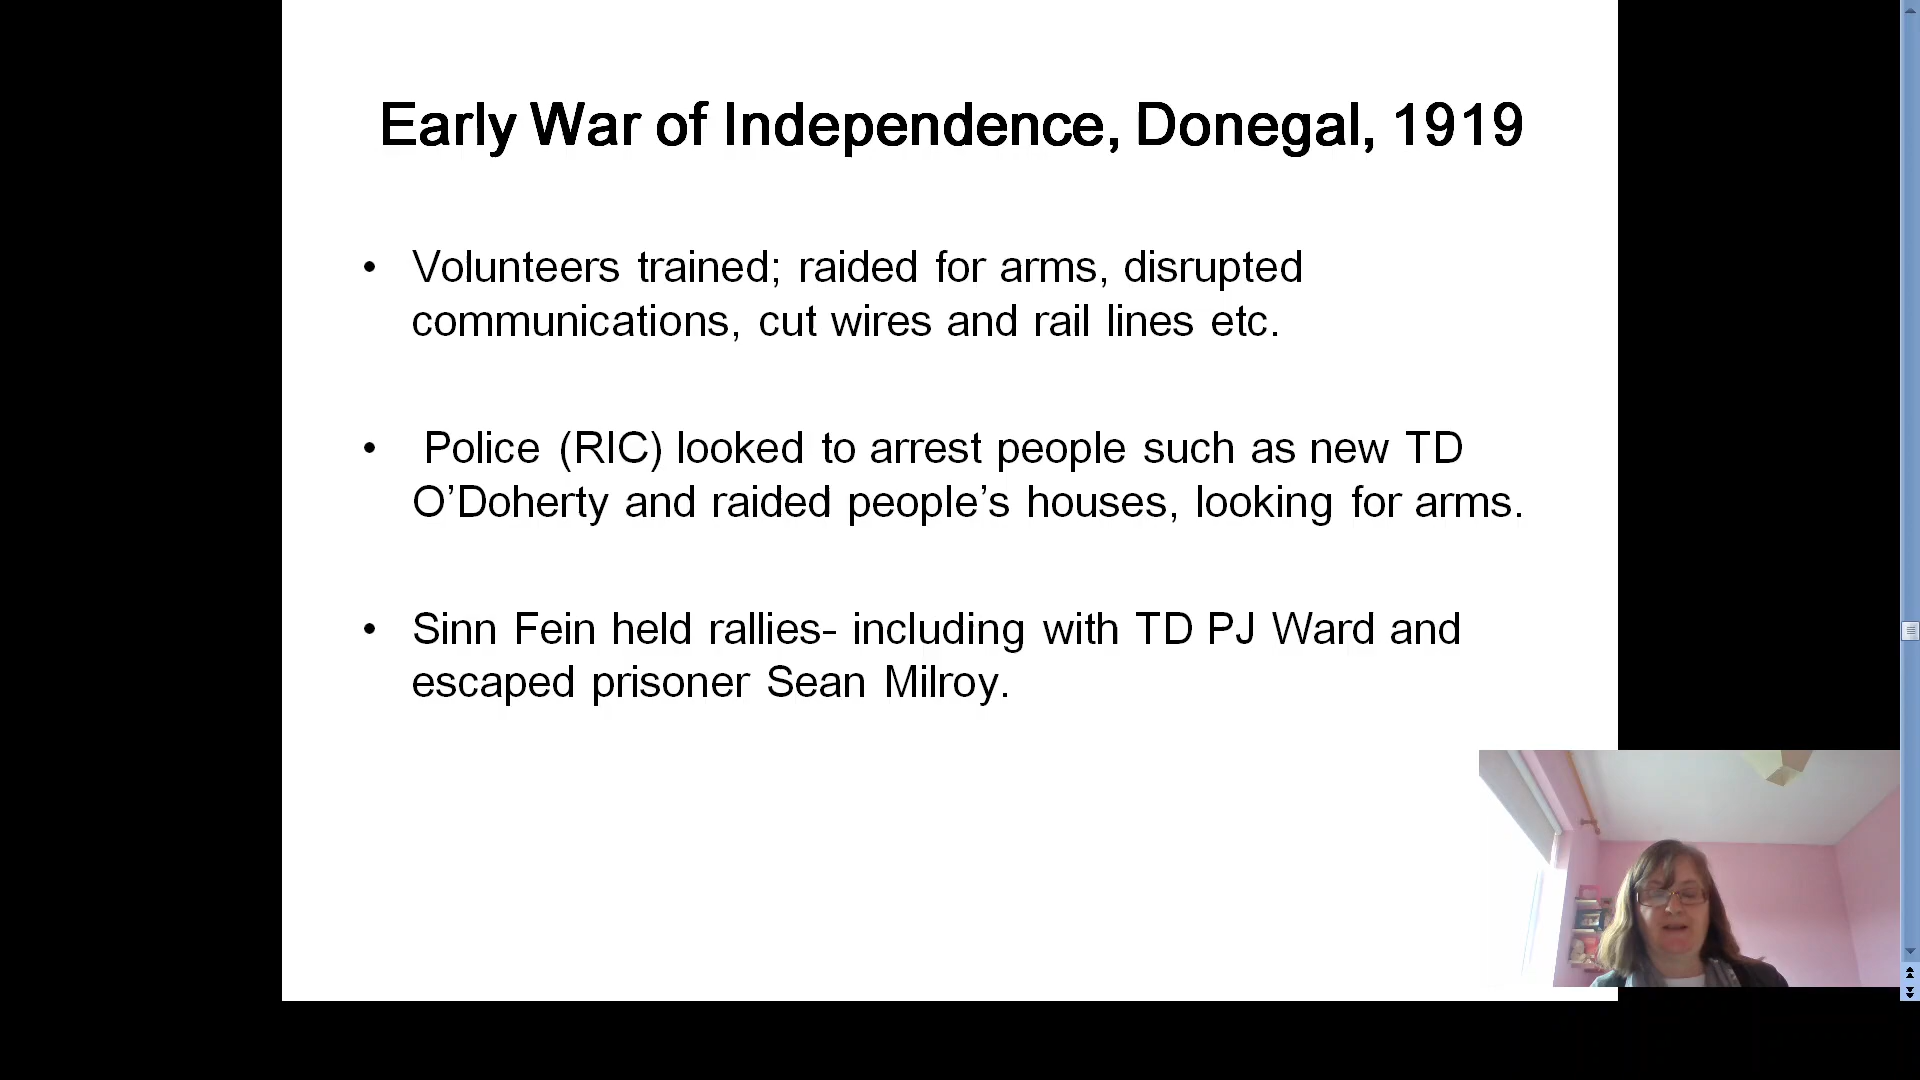 Early War of Independence, Donegal, 1919
• Volunteers trained; raided for arms, disrupted
communications, cut wires and rail lines etc.
• Police (RIC) looked to arrest people such as new TD
O’Doherty and raided people’s houses, looking for arms.
• Sinn Fein held rallies- including with TD PJ Ward and
escaped prisoner Sean Milroy.